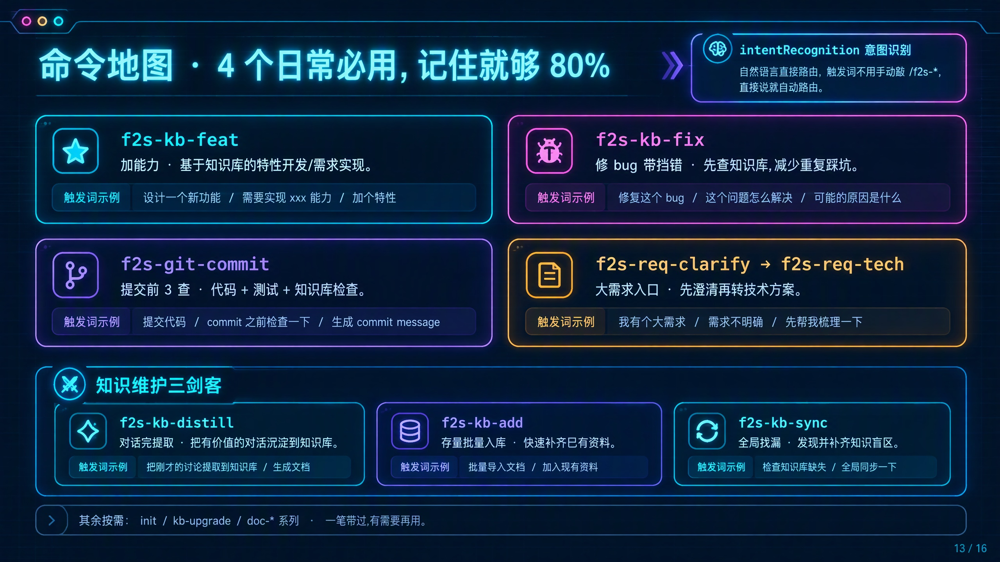 命令地图 · 4 个日常必用, 记住就够 80%
intentRecognition 意图识别
自然语言直接路由, 触发词不用手动敲 /f2s-*,
直接说就自动路由。
f2s-kb-feat
加能力 · 基于知识库的特性开发/需求实现。
触发词示例 设计一个新功能 / 需要实现 xxx 能力 / 加个特性
f2s-kb-fix
修 bug 带挡错 · 先查知识库,减少重复踩坑。
触发词示例 修复这个 bug / 这个问题怎么解决 / 可能的原因是什么
f2s-git-commit
提交前 3 查 · 代码 + 测试 + 知识库检查。
触发词示例 提交代码 / commit 之前检查一下 / 生成 commit message
f2s-req-clarify → f2s-req-tech
大需求入口 · 先澄清再转技术方案。
触发词示例 我有个大需求 / 需求不明确 / 先帮我梳理一下
知识维护三剑客
f2s-kb-distill
对话完提取 · 把有价值的对活沉淀到知识库。
触发词示例 把刚才的讨论提取到知识库 / 生成文档
f2s-kb-add
存量批量入库 · 快速补齐巳有资料。
触发词示例 批量导入文档 / 加入现有资料
f2s-kb-sync
全局找漏 · 发现并补齐知识盲区。
触发词示例 检查知识库缺失 / 全局同步一下
其余按需: init / kb-upgrade / doc-* 系列 · 一笔带过,有需要再用。
13 / 16